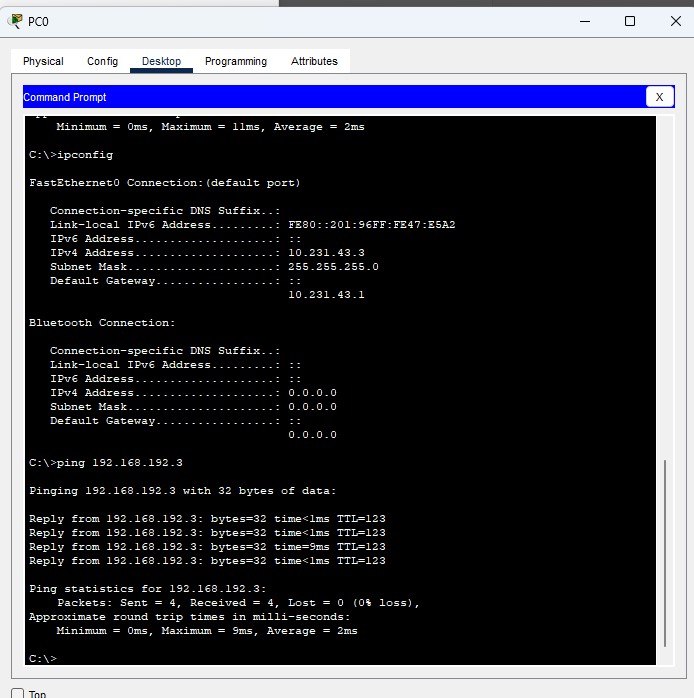 PC0
Physical Config Desktop Programming Attributes
Command Prompt X
Minimum = 0ms, Maximum = 11ms, Average = 2ms
C:\>ipconfig
FastEthernet0 Connection:(default port)
Connection-specific DNS Suffix..:
Link-local IPv6 Address.........: FE80::201:96FF:FE47:E5A2
IPv6 Address....................: ::
IPv4 Address....................: 10.231.43.3
Subnet Mask.....................: 255.255.255.0
Default Gateway.................: ::
10.231.43.1
Bluetooth Connection:
Connection-specific DNS Suffix..:
Link-local IPv6 Address.........: ::
IPv6 Address....................: ::
IPv4 Address....................: 0.0.0.0
Subnet Mask.....................: 0.0.0.0
Default Gateway.................: ::
0.0.0.0
C:\>ping 192.168.192.3
Pinging 192.168.192.3 with 32 bytes of data:
Reply from 192.168.192.3: bytes=32 time<1ms TTL=123
Reply from 192.168.192.3: bytes=32 time<1ms TTL=123
Reply from 192.168.192.3: bytes=32 time=9ms TTL=123
Reply from 192.168.192.3: bytes=32 time<1ms TTL=123
Ping statistics for 192.168.192.3:
Packets: Sent = 4, Received = 4, Lost = 0 (0% loss),
Approximate round trip times in milli-seconds:
Minimum = 0ms, Maximum = 9ms, Average = 2ms
C:\>
Top